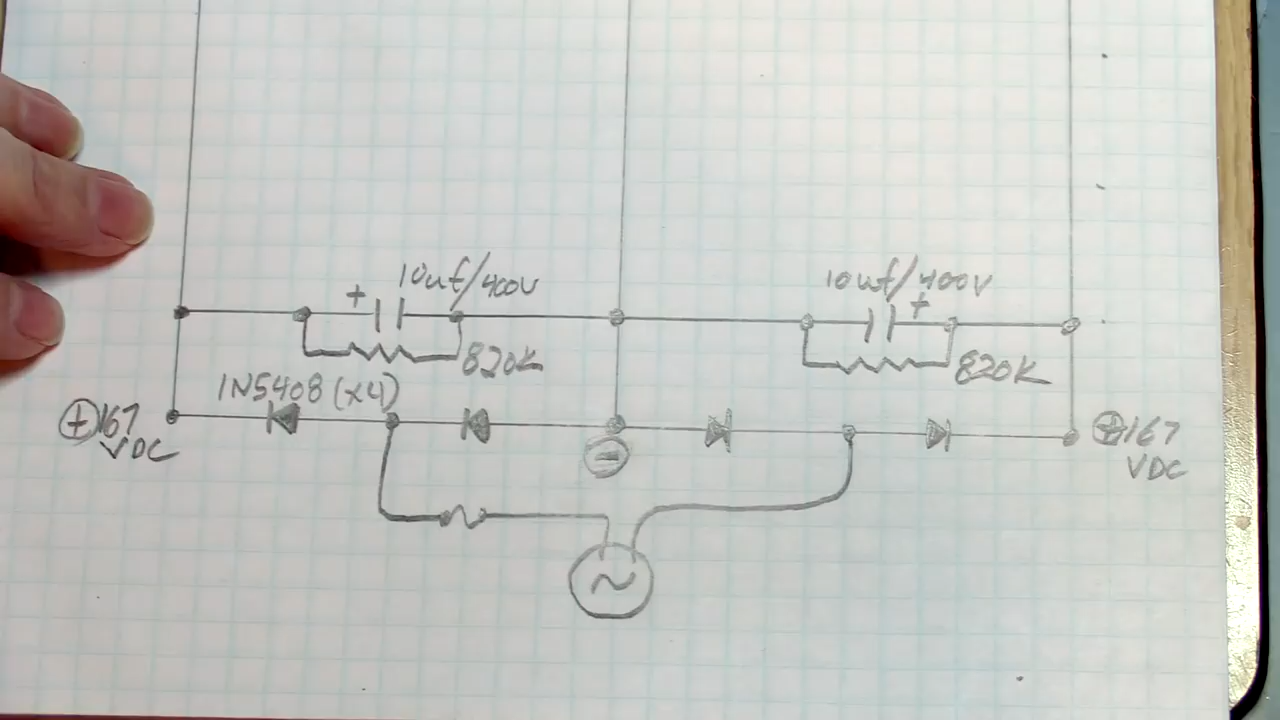 10uf/400V
+
10uf/400V
+
820K
820K
1N5408 (x4)
+ 167
VDC
−
+ 167
VDC
~